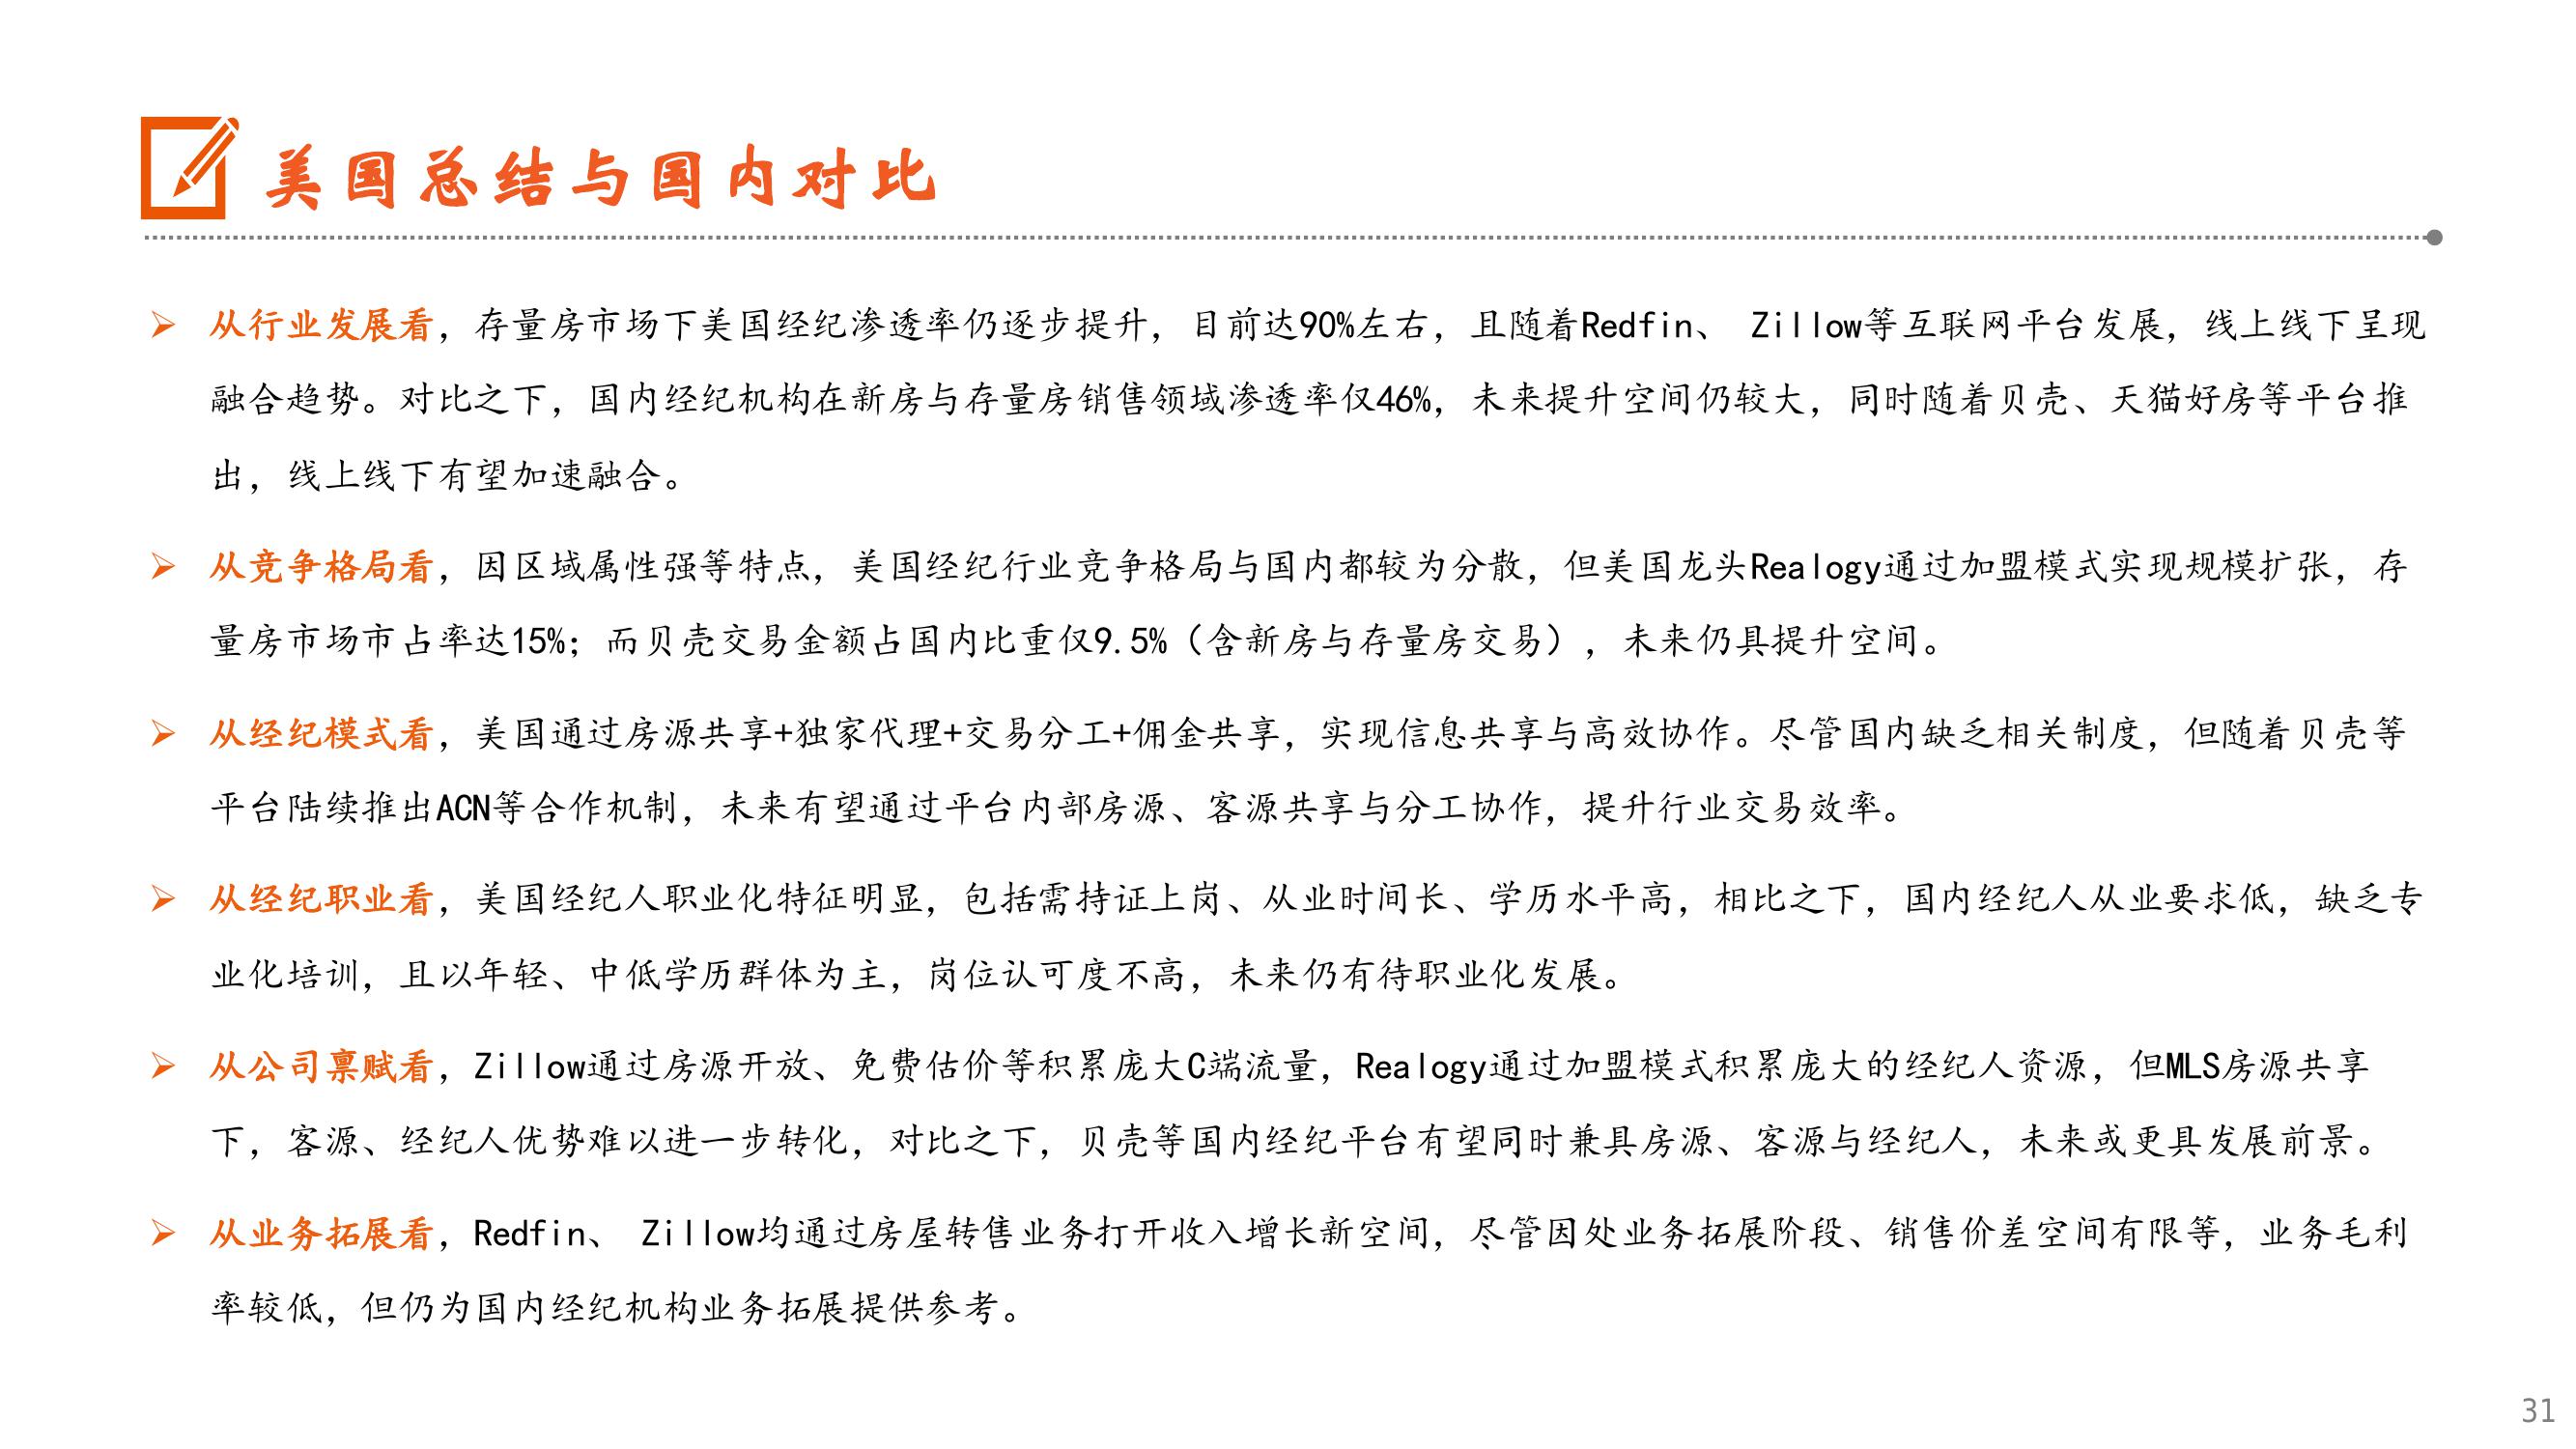 美国总结与国内对比
➢ 从行业发展看，存量房市场下美国经纪渗透率仍逐步提升，目前达90%左右，且随着Redfin、 Zillow等互联网平台发展，线上线下呈现
融合趋势。对比之下，国内经纪机构在新房与存量房销售领域渗透率仅46%，未来提升空间仍较大，同时随着贝壳、天猫好房等平台推
出，线上线下有望加速融合。
➢ 从竞争格局看，因区域属性强等特点，美国经纪行业竞争格局与国内都较为分散，但美国龙头Realogy通过加盟模式实现规模扩张，存
量房市场市占率达15%；而贝壳交易金额占国内比重仅9.5%（含新房与存量房交易），未来仍具提升空间。
➢ 从经纪模式看，美国通过房源共享+独家代理+交易分工+佣金共享，实现信息共享与高效协作。尽管国内缺乏相关制度，但随着贝壳等
平台陆续推出ACN等合作机制，未来有望通过平台内部房源、客源共享与分工协作，提升行业交易效率。
➢ 从经纪职业看，美国经纪人职业化特征明显，包括需持证上岗、从业时间长、学历水平高，相比之下，国内经纪人从业要求低，缺乏专
业化培训，且以年轻、中低学历群体为主，岗位认可度不高，未来仍有待职业化发展。
➢ 从公司禀赋看，Zillow通过房源开放、免费估价等积累庞大C端流量，Realogy通过加盟模式积累庞大的经纪人资源，但MLS房源共享
下，客源、经纪人优势难以进一步转化，对比之下，贝壳等国内经纪平台有望同时兼具房源、客源与经纪人，未来或更具发展前景。
➢ 从业务拓展看，Redfin、 Zillow均通过房屋转售业务打开收入增长新空间，尽管因处业务拓展阶段、销售价差空间有限等，业务毛利
率较低，但仍为国内经纪机构业务拓展提供参考。
31